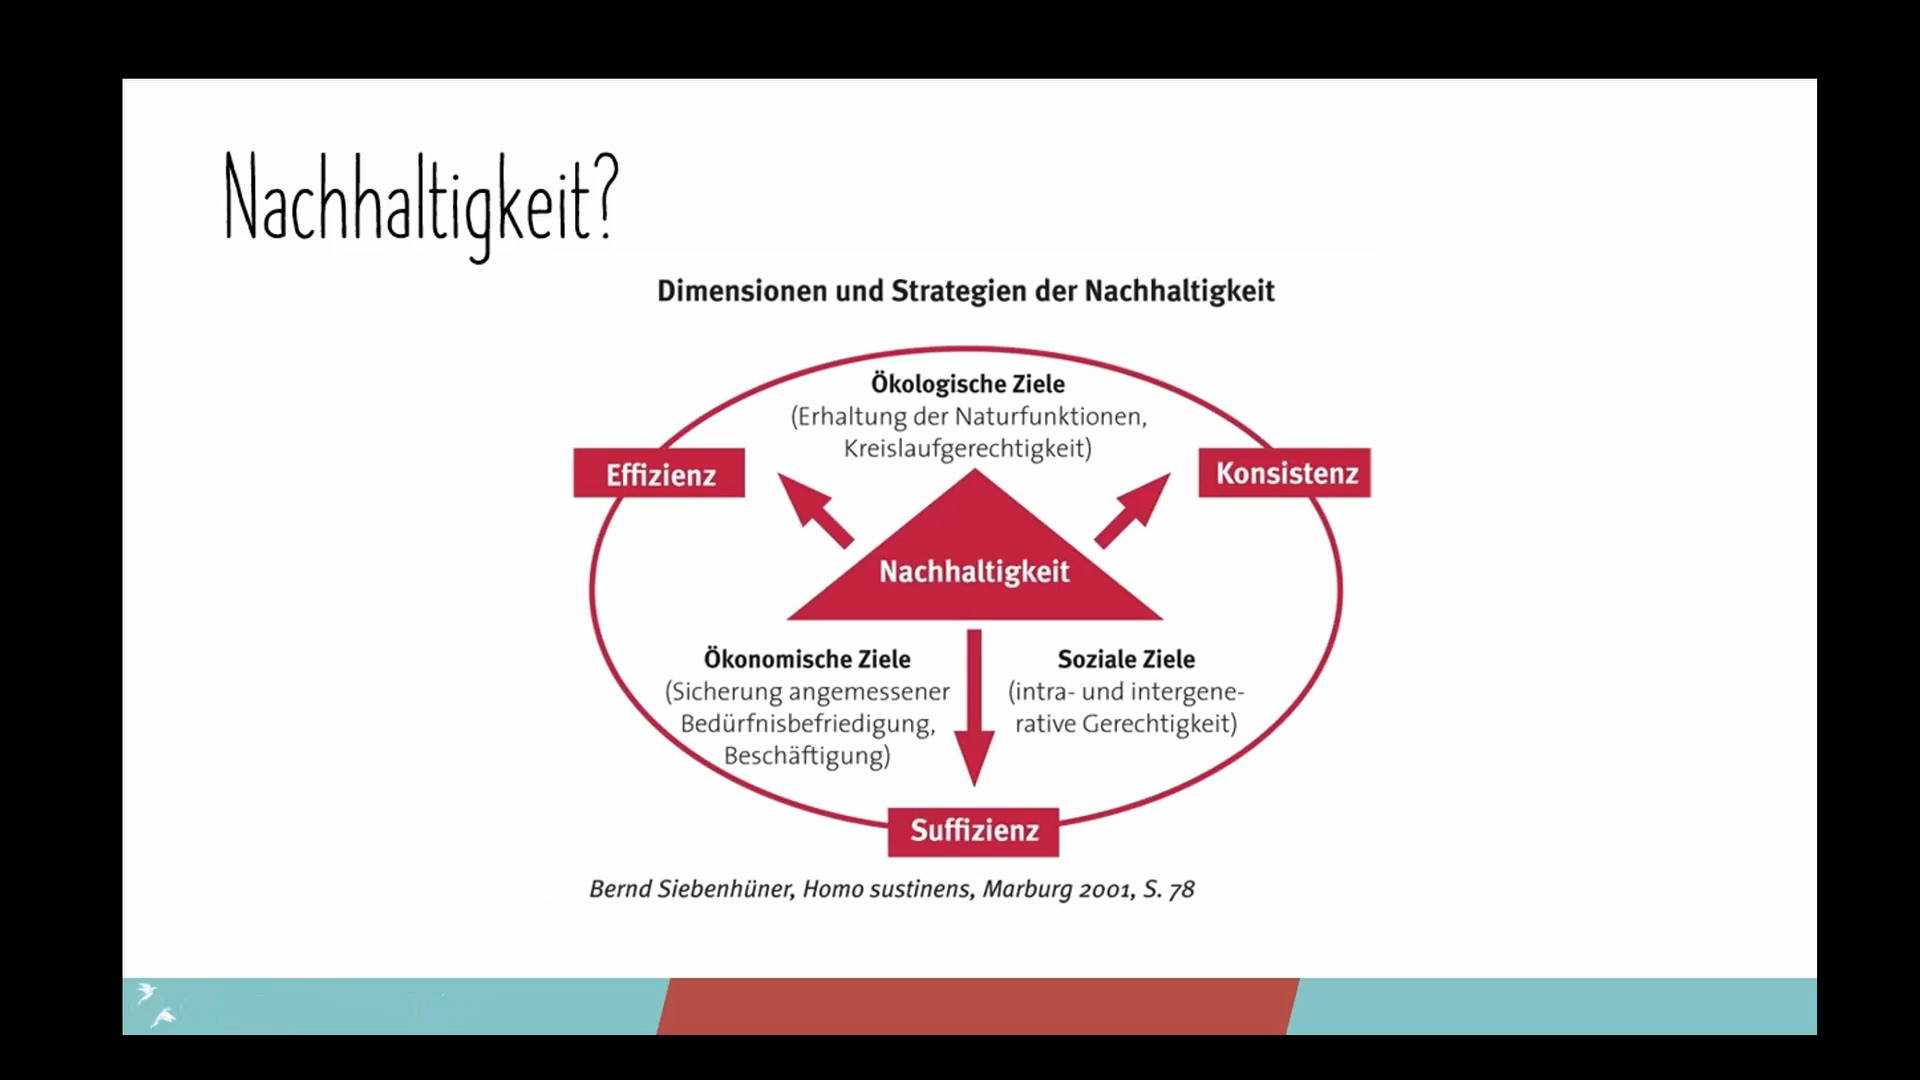 Nachhaltigkeit?
Dimensionen und Strategien der Nachhaltigkeit
Ökologische Ziele
(Erhaltung der Naturfunktionen,
Kreislaufgerechtigkeit)
Effizienz
Konsistenz
Nachhaltigkeit
Ökonomische Ziele
(Sicherung angemessener
Bedürfnisbefriedigung,
Beschäftigung)
Soziale Ziele
(intra- und intergene-
rative Gerechtigkeit)
Suffizienz
Bernd Siebenhüner, Homo sustinens, Marburg 2001, S. 78